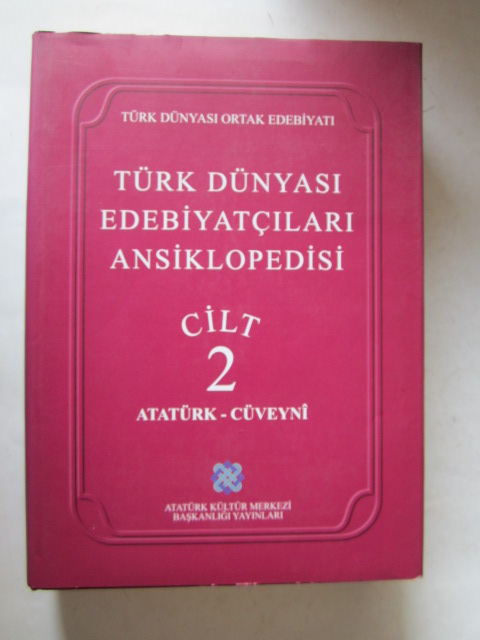 TÜRK DÜNYASI ORTAK EDEBİYATI
TÜRK DÜNYASI
EDEBİYATÇILARI
ANSİKLOPEDİSİ
CİLT
2
ATATÜRK - CÜVEYNÎ
ATATÜRK KÜLTÜR MERKEZİ
BAŞKANLIĞI YAYINLARI